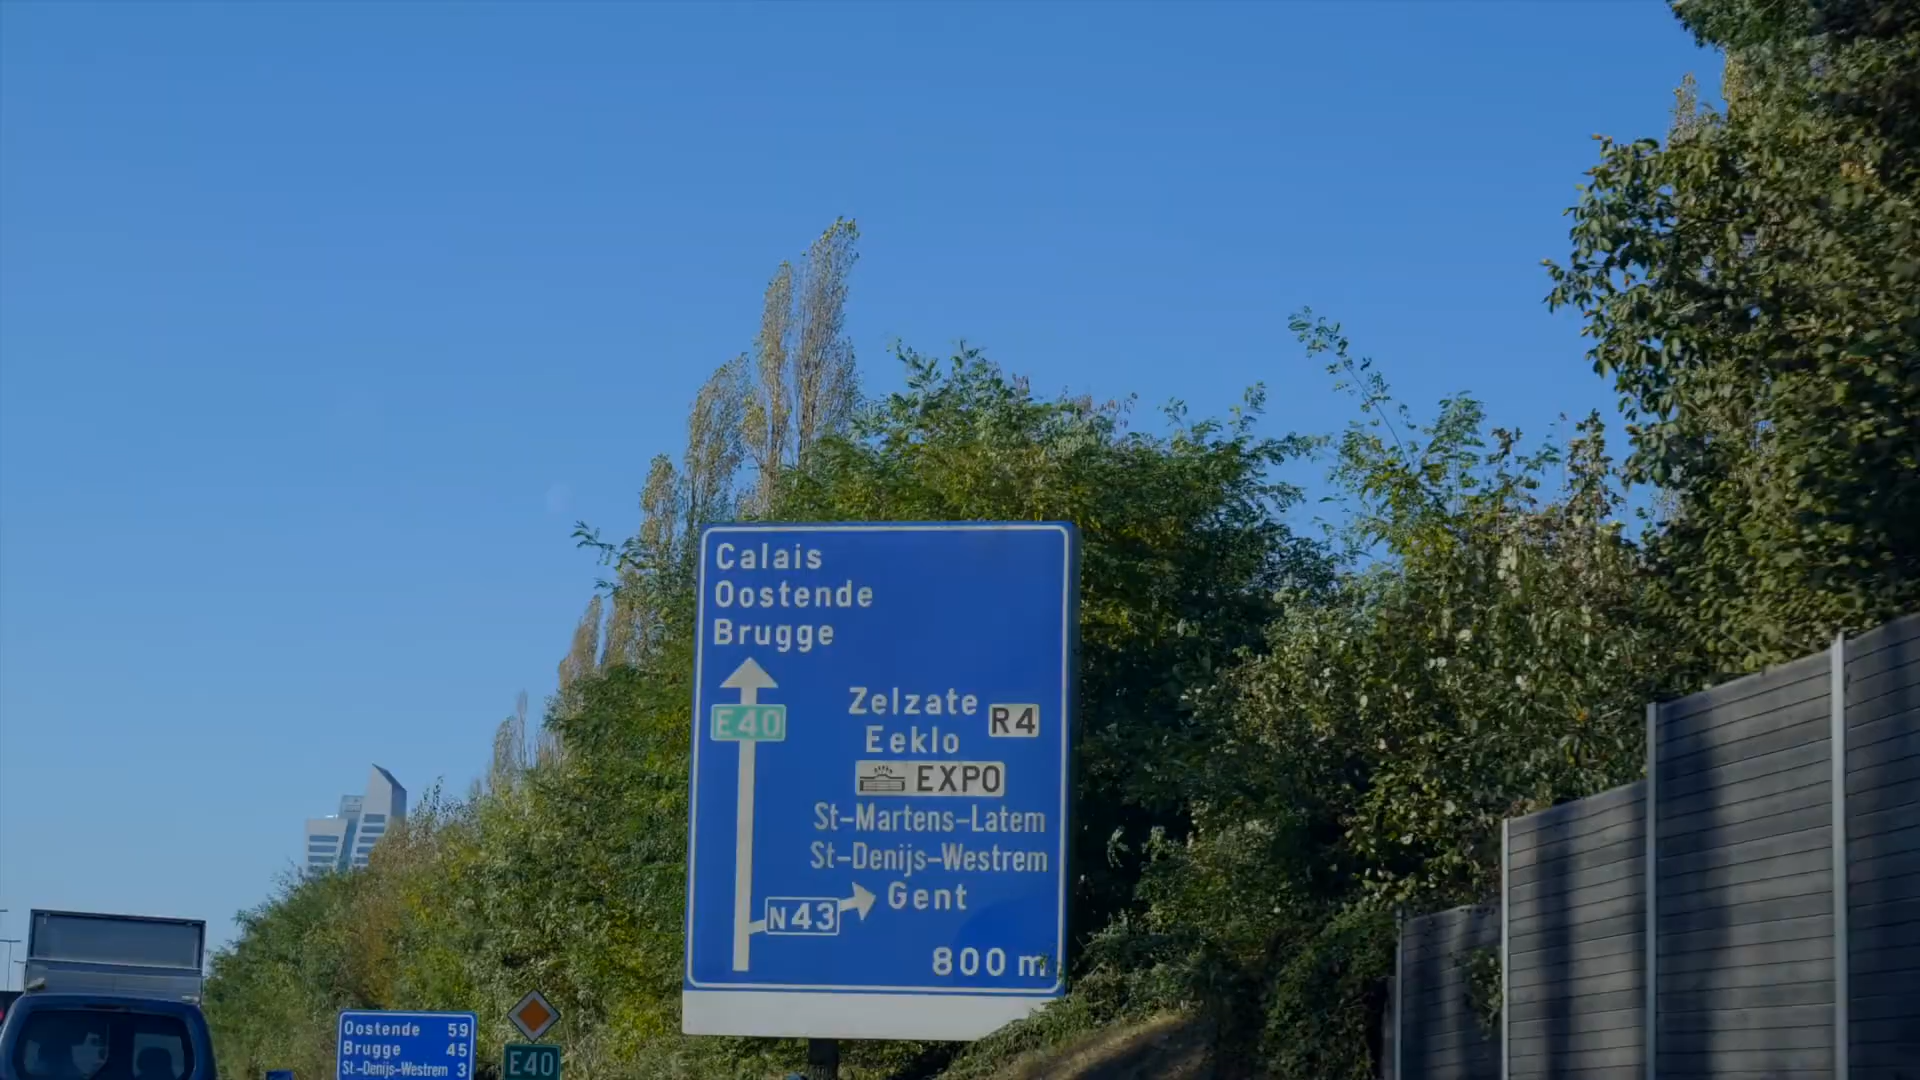 Calais
Oostende
Brugge
E40
Zelzate
Eeklo
R4
EXPO
St-Martens-Latem
St-Denijs-Westrem
N43
Gent
800 m
Oostende 59
Brugge 45
St.-Denijs-Westrem 3
E40